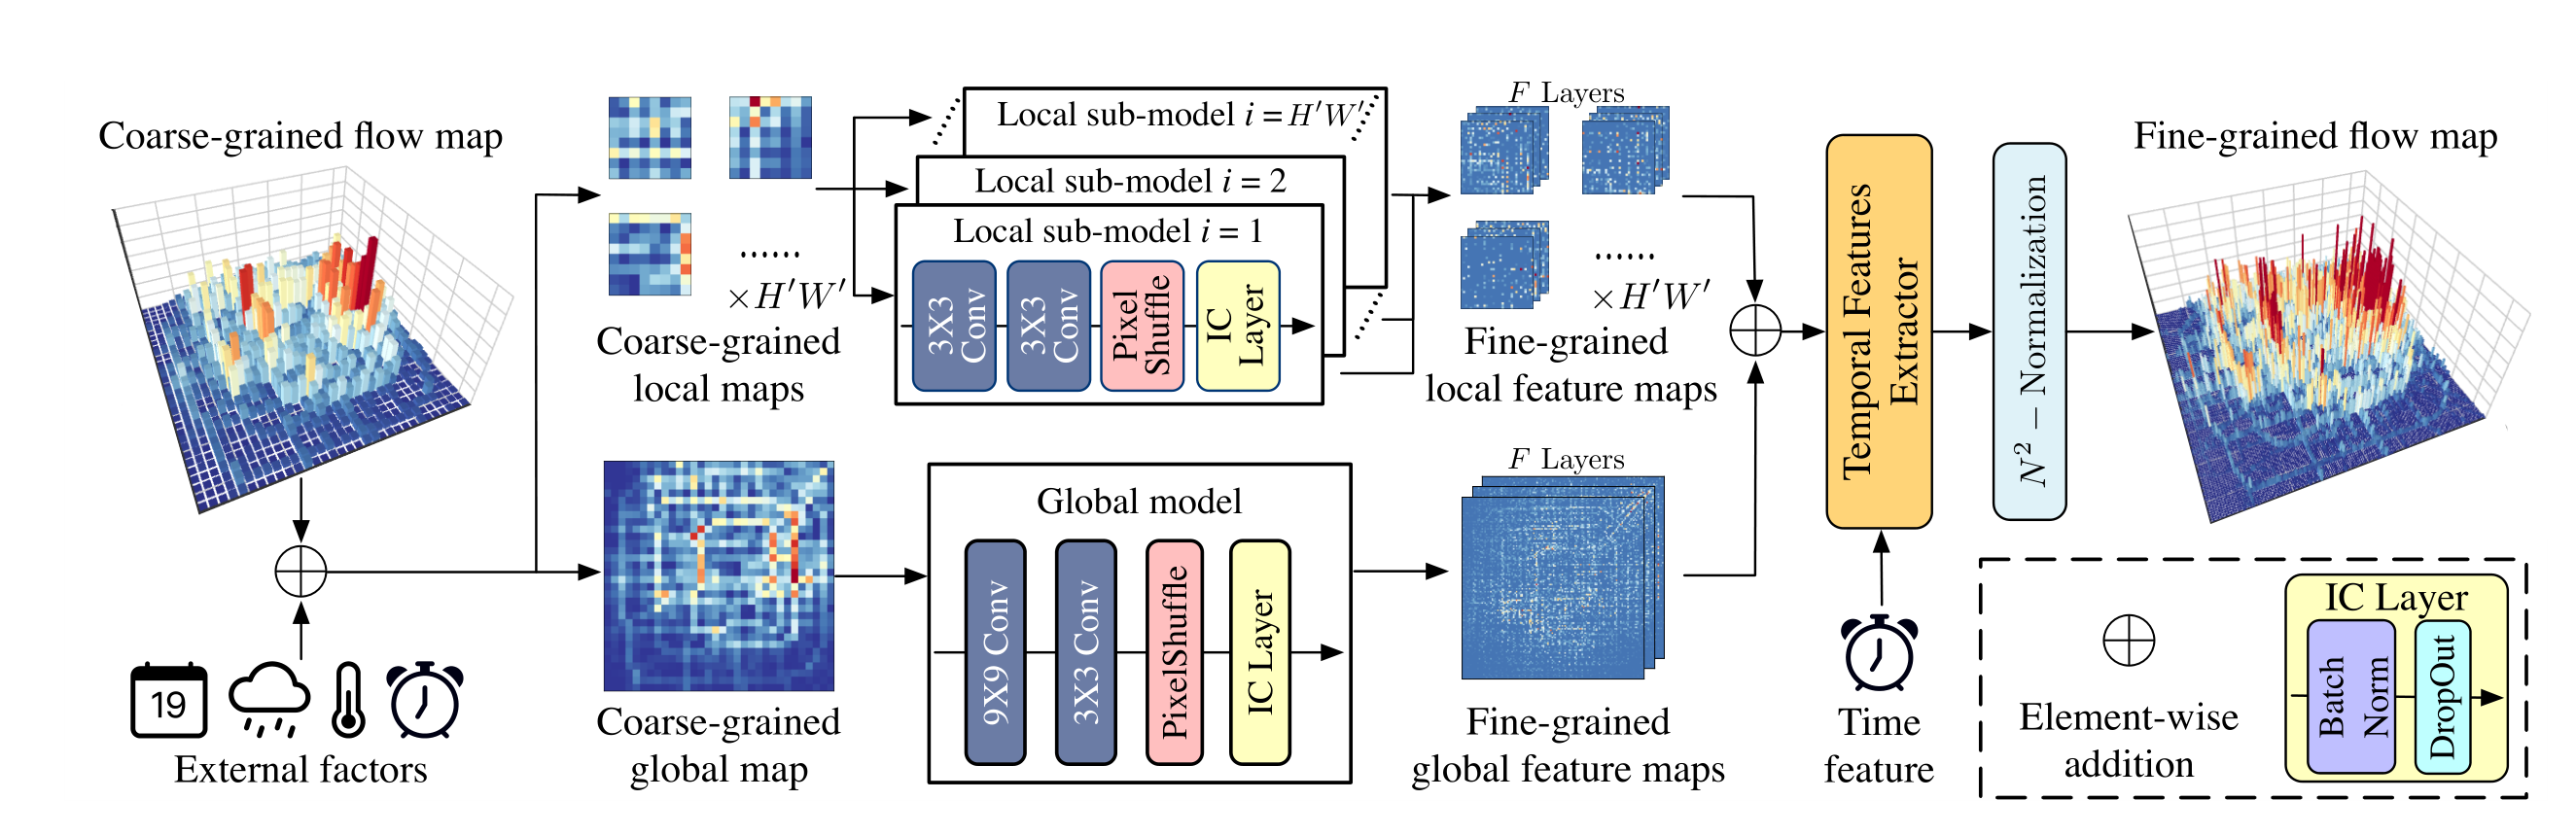 Coarse-grained flow map
19
External factors
Coarse-grained
local maps
......
×H′W′
Coarse-grained
global map
Local sub-model i = H′W′
Local sub-model i = 2
Local sub-model i = 1
3X3
Conv
3X3
Conv
Pixel
Shuffle
IC
Layer
Global model
9X9 Conv
3X3 Conv
PixelShuffle
IC Layer
F Layers
......
×H′W′
Fine-grained
local feature maps
F Layers
Fine-grained
global feature maps
Temporal Features
Extractor
Time
feature
N² − Normalization
Fine-grained flow map
Element-wise
addition
IC Layer
Batch
Norm
DropOut